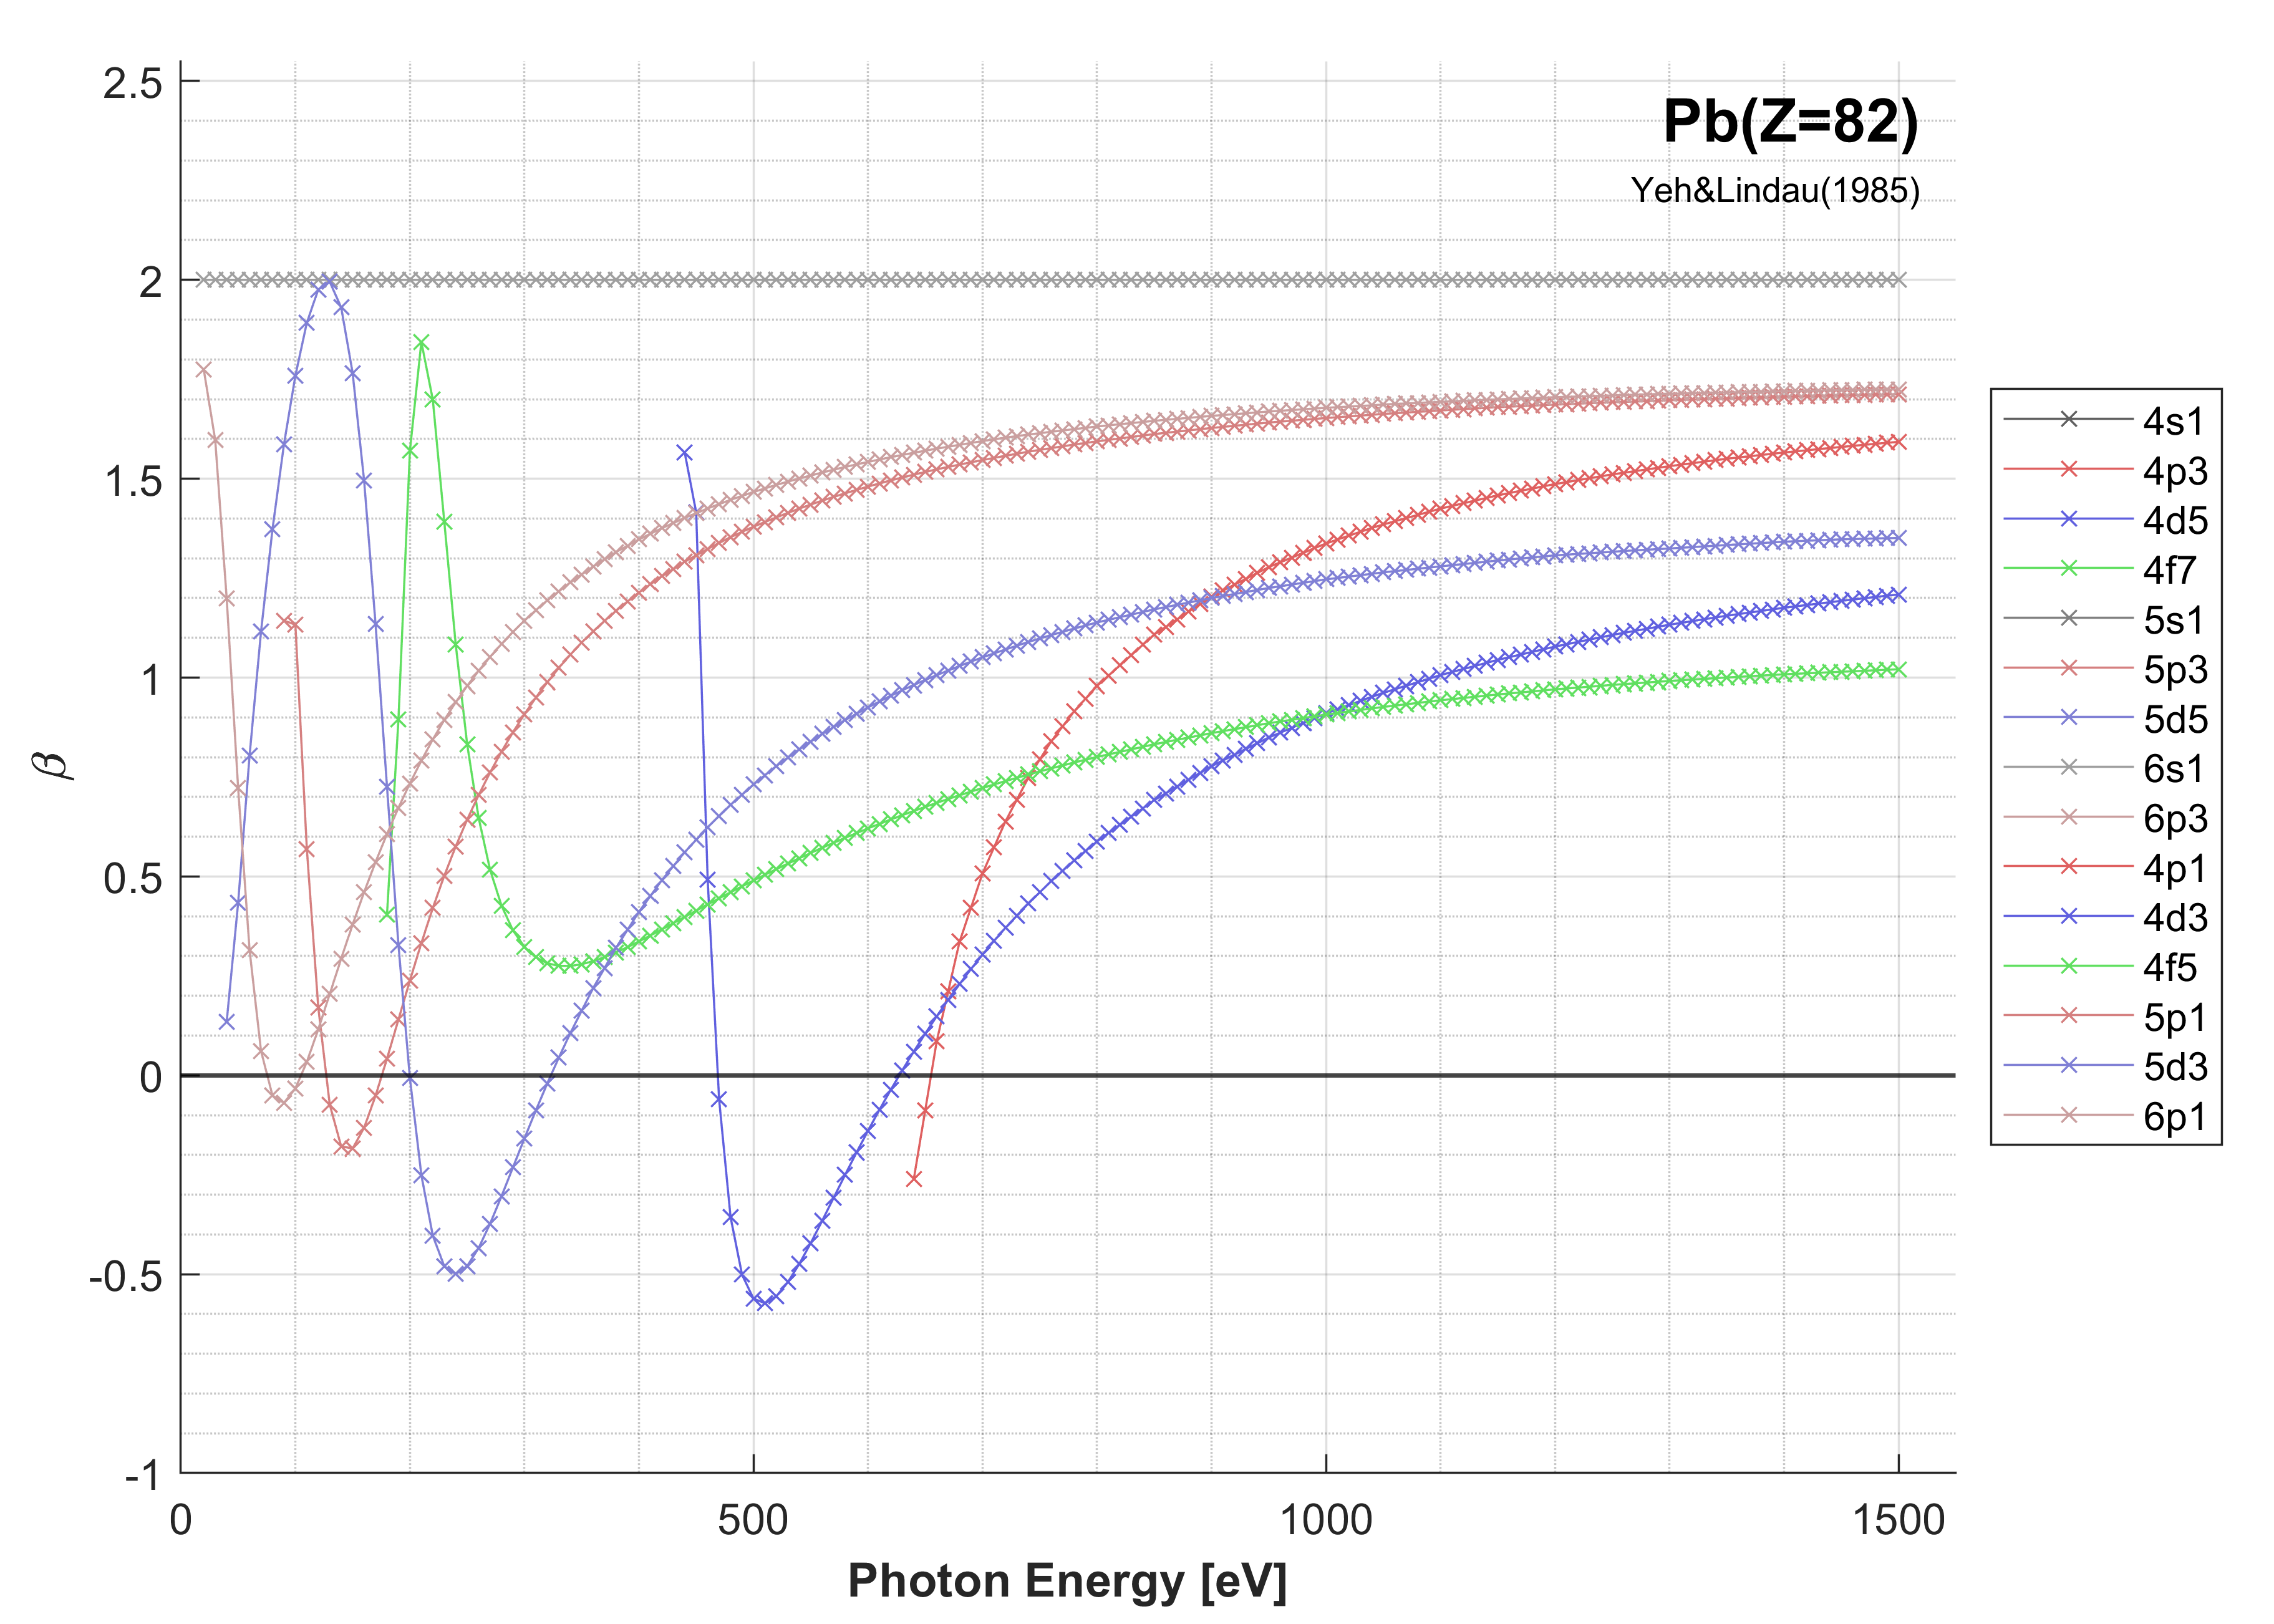 2.5
2
1.5
1
0.5
0
-0.5
-1
β
0
500
1000
1500
Photon Energy [eV]
Pb(Z=82)
Yeh&Lindau(1985)
4s1
4p3
4d5
4f7
5s1
5p3
5d5
6s1
6p3
4p1
4d3
4f5
5p1
5d3
6p1